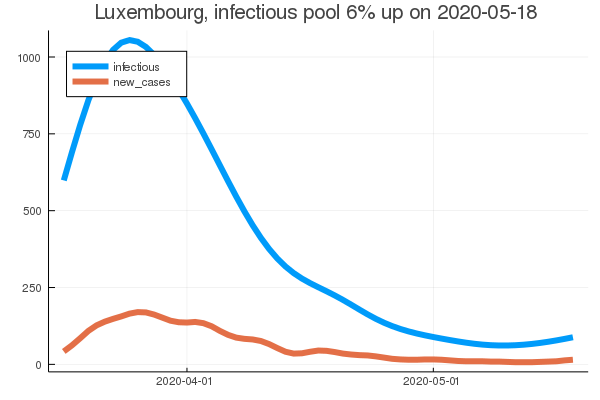 Luxembourg, infectious pool 6% up on 2020-05-18
1000
infectious
new_cases
750
500
250
0
2020-04-01
2020-05-01